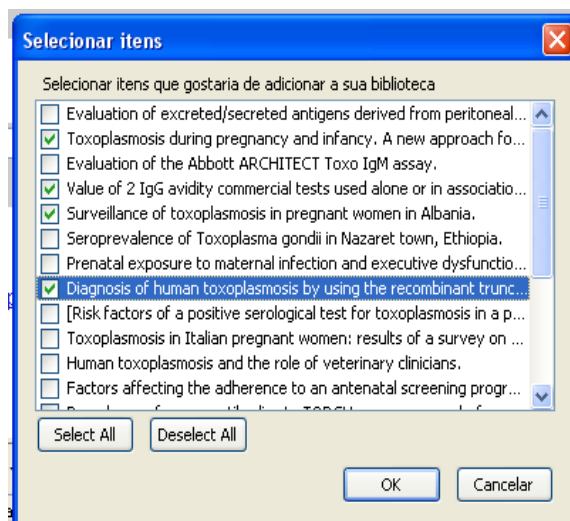 Selecionar itens
Selecionar itens que gostaria de adicionar a sua biblioteca
Evaluation of excreted/secreted antigens derived from peritoneal...
Toxoplasmosis during pregnancy and infancy. A new approach fo...
Evaluation of the Abbott ARCHITECT Toxo IgM assay.
Value of 2 IgG avidity commercial tests used alone or in associatio...
Surveillance of toxoplasmosis in pregnant women in Albania.
Seroprevalence of Toxoplasma gondii in Nazaret town, Ethiopia.
Prenatal exposure to maternal infection and executive dysfunctio...
Diagnosis of human toxoplasmosis by using the recombinant trunc...
[Risk factors of a positive serological test for toxoplasmosis in a p...
Toxoplasmosis in Italian pregnant women: results of a survey on ...
Human toxoplasmosis and the role of veterinary clinicians.
Factors affecting the adherence to an antenatal screening progr...
Select All Deselect All
OK Cancelar